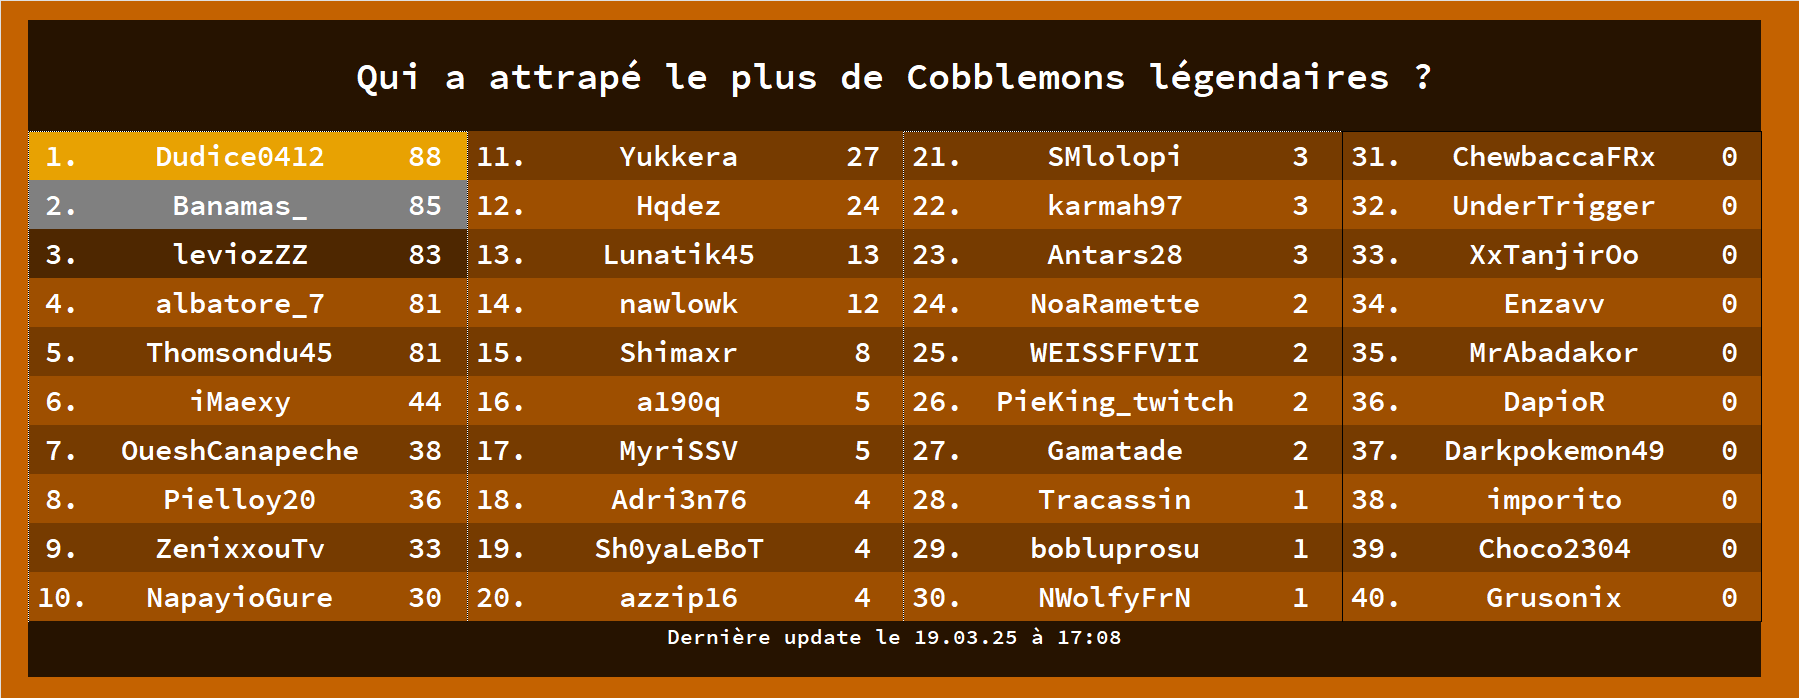 Qui a attrapé le plus de Cobblemons légendaires ?
1. Dudice0412 88 11. Yukkera 27 21. SMlolopi 3 31. ChewbaccaFRx 0
2. Banamas_ 85 12. Hqdez 24 22. karmah97 3 32. UnderTrigger 0
3. leviozZZ 83 13. Lunatik45 13 23. Antars28 3 33. XxTanjirOo 0
4. albatore_7 81 14. nawlowk 12 24. NoaRamette 2 34. Enzavv 0
5. Thomsondu45 81 15. Shimaxr 8 25. WEISSFFVII 2 35. MrAbadakor 0
6. iMaexy 44 16. a190q 5 26. PieKing_twitch 2 36. DapioR 0
7. OueshCanapeche 38 17. MyriSSV 5 27. Gamatade 2 37. Darkpokemon49 0
8. Pielloy20 36 18. Adri3n76 4 28. Tracassin 1 38. imporito 0
9. ZenixxouTv 33 19. Sh0yaLeBoT 4 29. bobluprosu 1 39. Choco2304 0
10. NapayioGure 30 20. azzip16 4 30. NWolfyFrN 1 40. Grusonix 0
Dernière update le 19.03.25 à 17:08